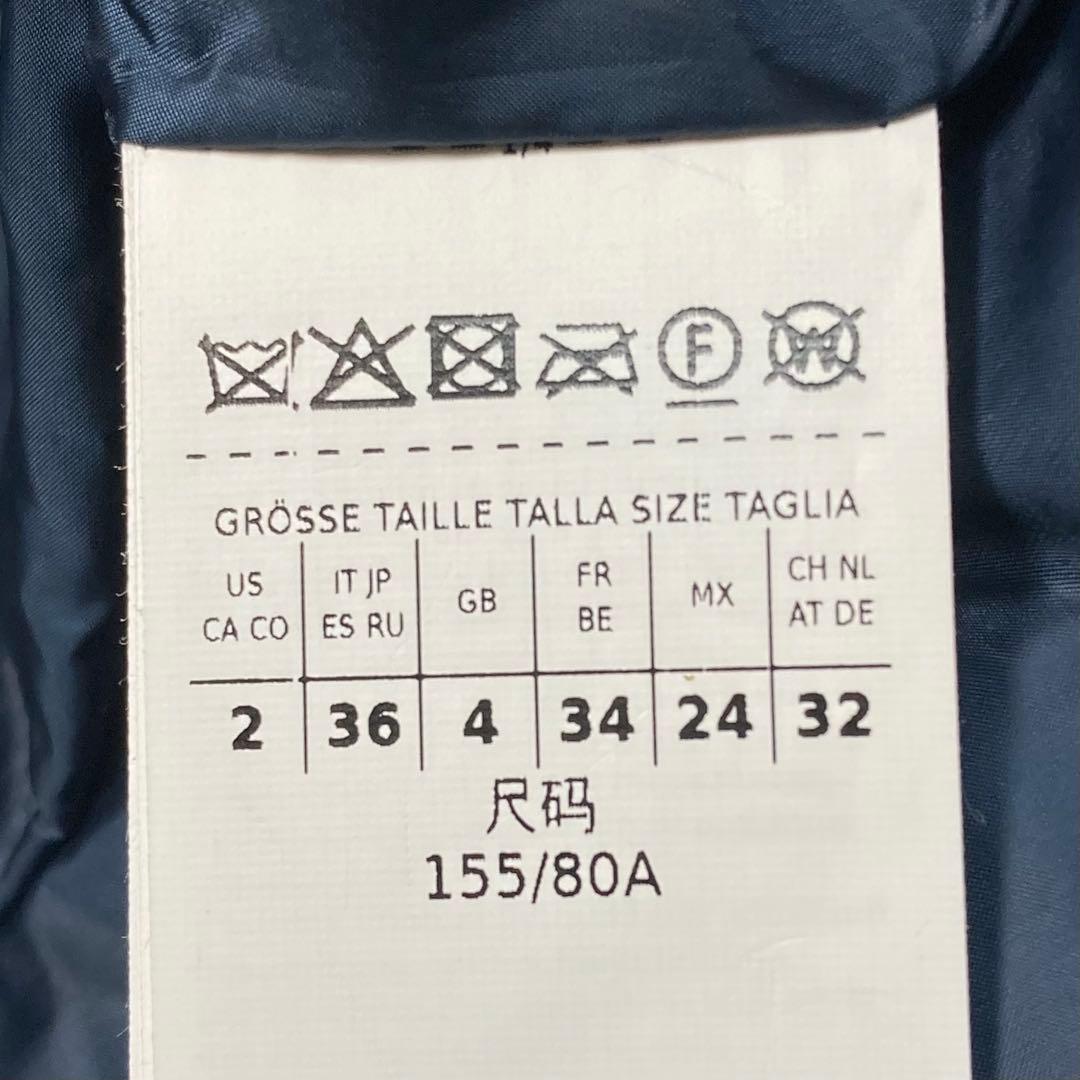 F W
GRÖSSE TAILLE TALLA SIZE TAGLIA
US IT JP GB FR MX CH NL
CA CO ES RU BE AT DE
2 36 4 34 24 32
尺码
155/80A